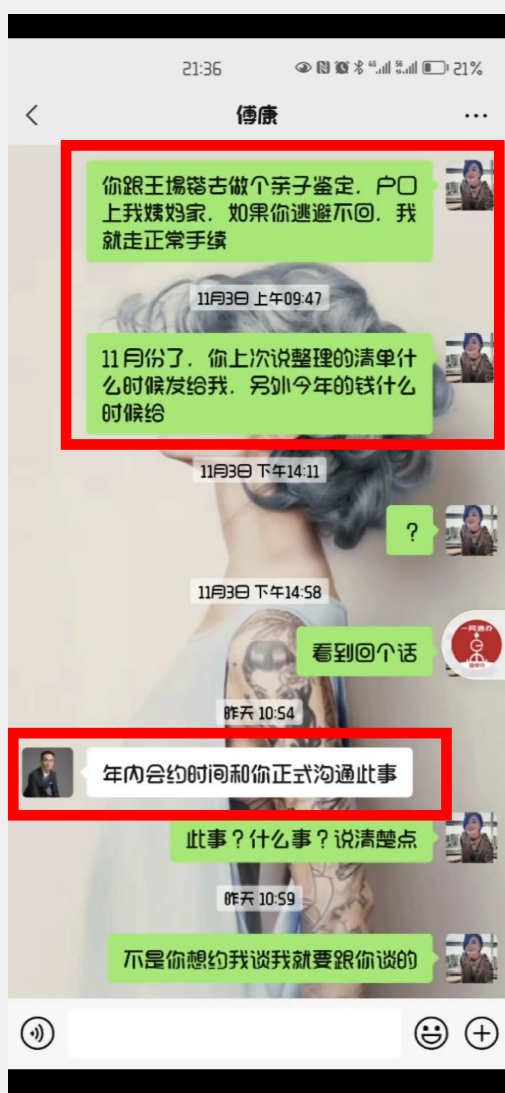 21:36
21%
傅康
你跟王場锴去做个亲子鉴定，户口
上我姨妈家，如果你逃避不回，我
就走正常手续
11月3日 上午09:47
11月份了，你上次说整理的清单什
么时候发给我，另外今年的钱什么
时候给
11月3日 下午14:11
？
11月3日 下午14:58
看到回个话
昨天 10:54
年内会约时间和你正式沟通此事
此事？什么事？说清楚点
昨天 10:59
不是你想约我谈我就要跟你谈的